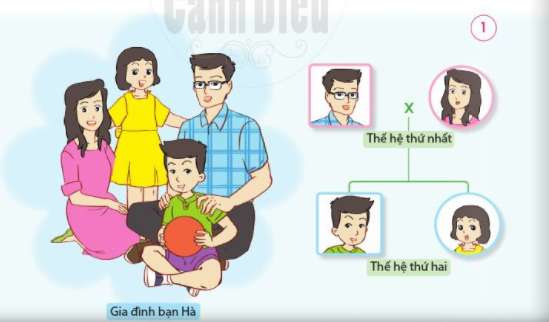 Cánh Diều
1
X
Thế hệ thứ nhất
Thế hệ thứ hai
Gia đình bạn Hà